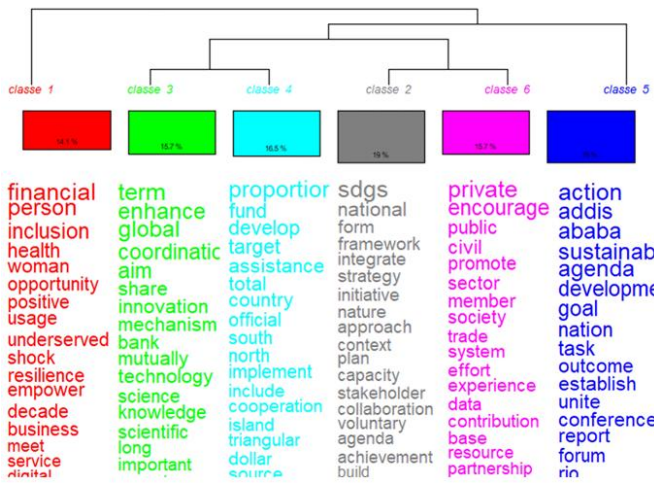 classe 1
classe 3
classe 4
classe 2
classe 6
classe 5
14.1 %
15.7 %
16.5 %
19 %
15.7 %
financial
person
inclusion
health
woman
opportunity
positive
usage
underserved
shock
resilience
empower
decade
business
meet
service
digital
term
enhance
global
coordinatic
aim
share
innovation
mechanism
bank
mutually
technology
science
knowledge
scientific
long
important
proportior
fund
develop
target
assistance
total
country
official
south
north
implement
include
cooperation
island
triangular
dollar
source
sdgs
national
form
framework
integrate
strategy
initiative
nature
approach
context
plan
capacity
stakeholder
collaboration
voluntary
agenda
achievement
build
private
encourage
public
civil
promote
sector
member
society
trade
system
effort
experience
data
contribution
base
resource
partnership
action
addis
ababa
sustainab
agenda
developme
goal
nation
task
outcome
establish
unite
conference
report
forum
rio